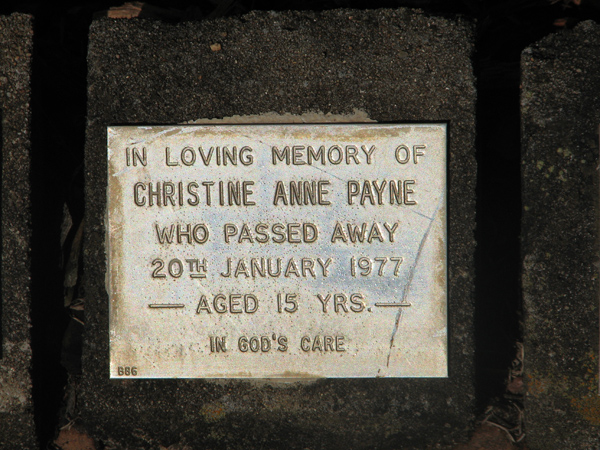 IN LOVING MEMORY OF
CHRISTINE ANNE PAYNE
WHO PASSED AWAY
20TH JANUARY 1977
— AGED 15 YRS. —
IN GOD'S CARE
886